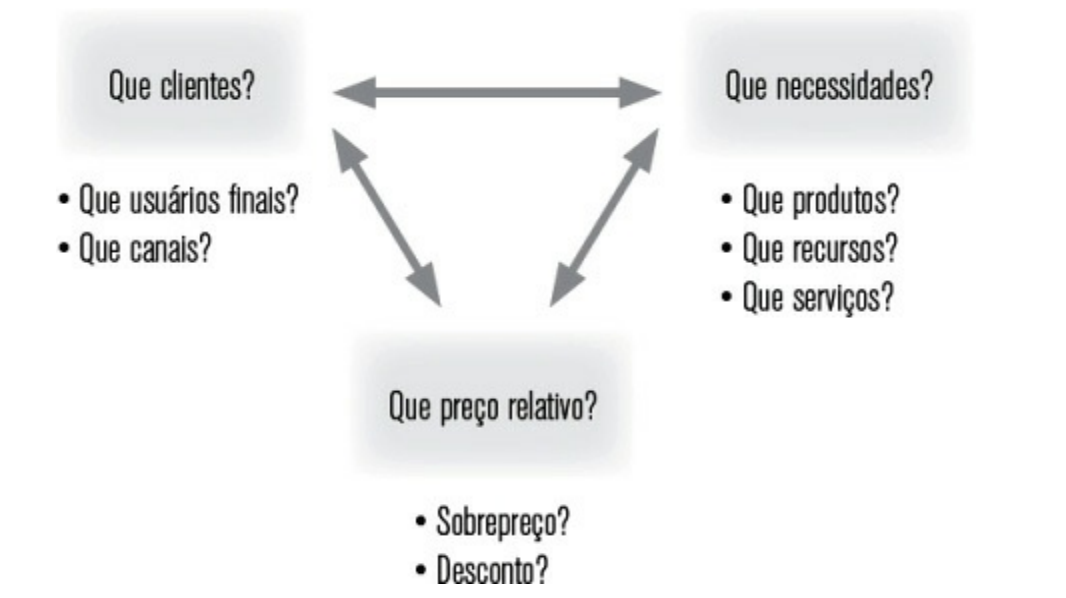 Que clientes?
• Que usuários finais?
• Que canais?
Que necessidades?
• Que produtos?
• Que recursos?
• Que serviços?
Que preço relativo?
• Sobrepreço?
• Desconto?